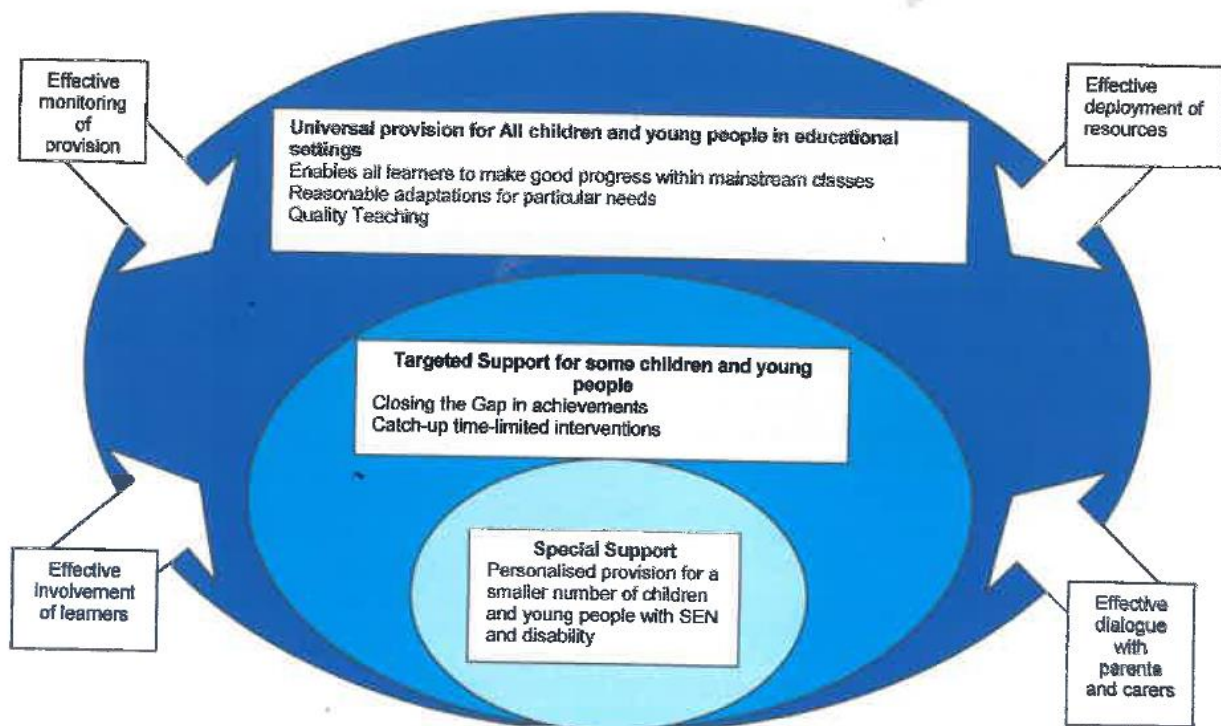 Effective
monitoring
of
provision
Effective
deployment of
resources
Universal provision for All children and young people in educational
settings
Enables all learners to make good progress within mainstream classes
Reasonable adaptations for particular needs
Quality Teaching
Targeted Support for some children and young
people
Closing the Gap in achievements
Catch-up time-limited interventions
Special Support
Personalised provision for a
smaller number of children
and young people with SEN
and disability
Effective
involvement
of learners
Effective
dialogue
with
parents
and carers